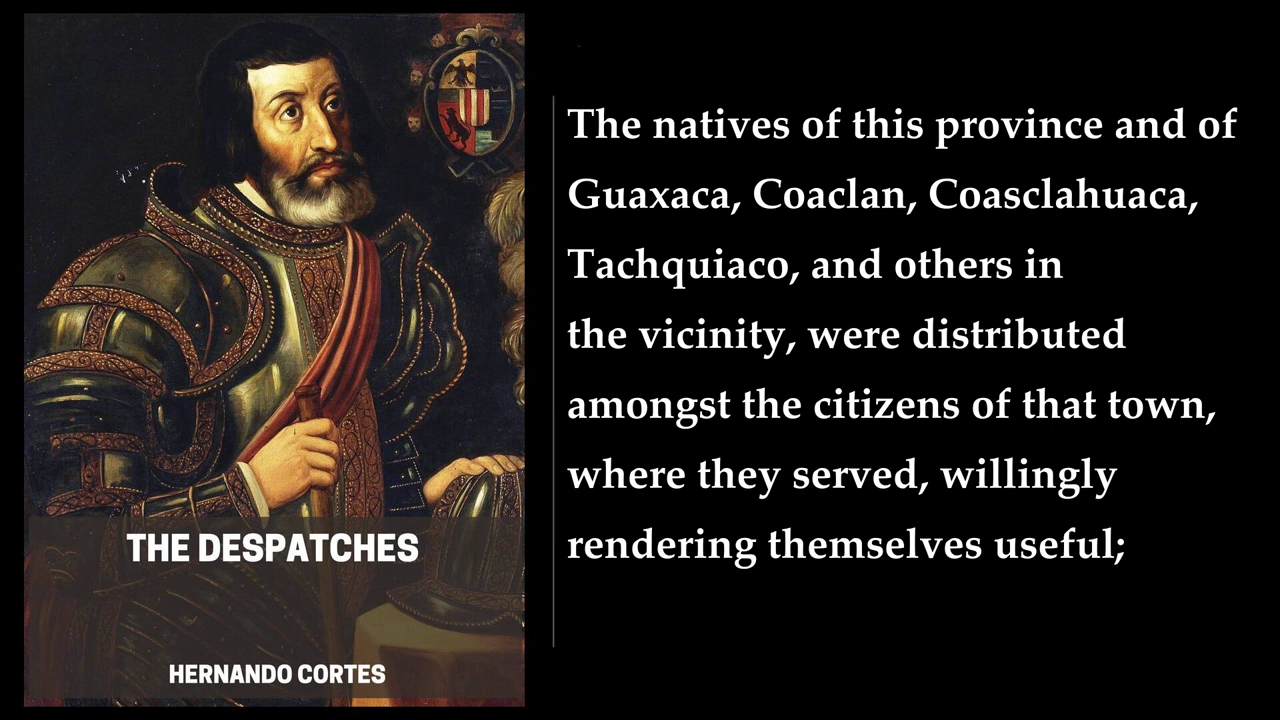 THE DESPATCHES
HERNANDO CORTES
The natives of this province and of
Guaxaca, Coaclan, Coasclahuaca,
Tachquiaco, and others in
the vicinity, were distributed
amongst the citizens of that town,
where they served, willingly
rendering themselves useful;